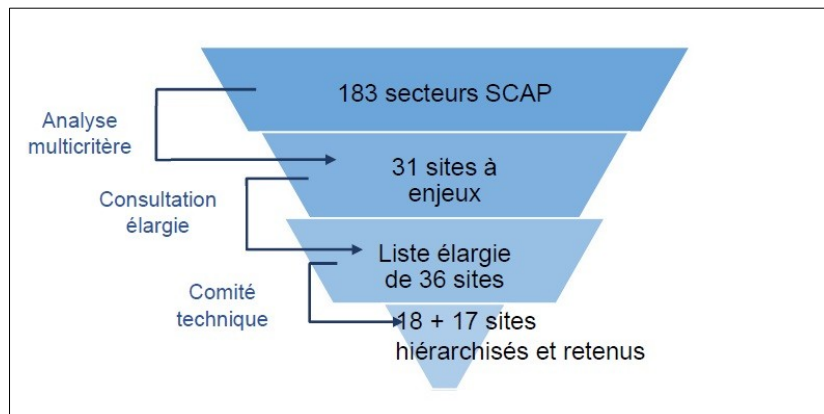 183 secteurs SCAP
Analyse
multicritère
31 sites à
enjeux
Consultation
élargie
Liste élargie
de 36 sites
Comité
technique
18 + 17 sites
hiérarchisés et retenus